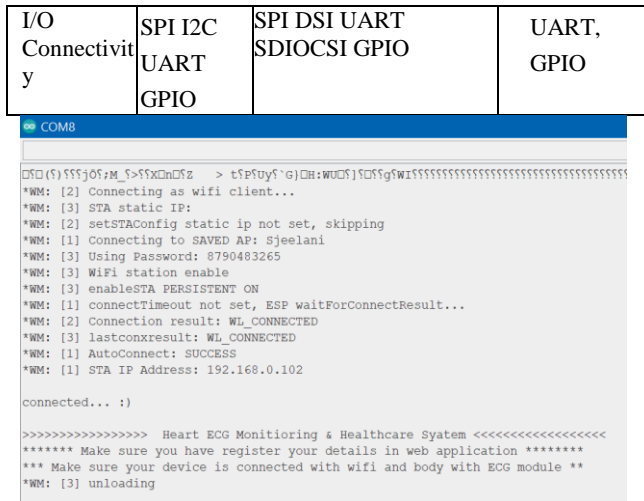 I/O
Connectivit
y
SPI I2C
UART
GPIO
SPI DSI UART
SDIOCSI GPIO
UART,
GPIO
COM8
*WM: [2] Connecting as wifi client...
*WM: [3] STA static IP:
*WM: [2] setSTAConfig static ip not set, skipping
*WM: [1] Connecting to SAVED AP: Sjeelani
*WM: [3] Using Password: 8790483265
*WM: [3] WiFi station enable
*WM: [3] enableSTA PERSISTENT ON
*WM: [1] connectTimeout not set, ESP waitForConnectResult...
*WM: [2] Connection result: WL_CONNECTED
*WM: [3] lastconxresult: WL_CONNECTED
*WM: [1] AutoConnect: SUCCESS
*WM: [1] STA IP Address: 192.168.0.102
connected... :)
>>>>>>>>>>>>>>>>> Heart ECG Monitioring & Healthcare Syatem <<<<<<<<<<<<<<<<<<
******* Make sure you have register your details in web application ********
*** Make sure your device is connected with wifi and body with ECG module **
*WM: [3] unloading